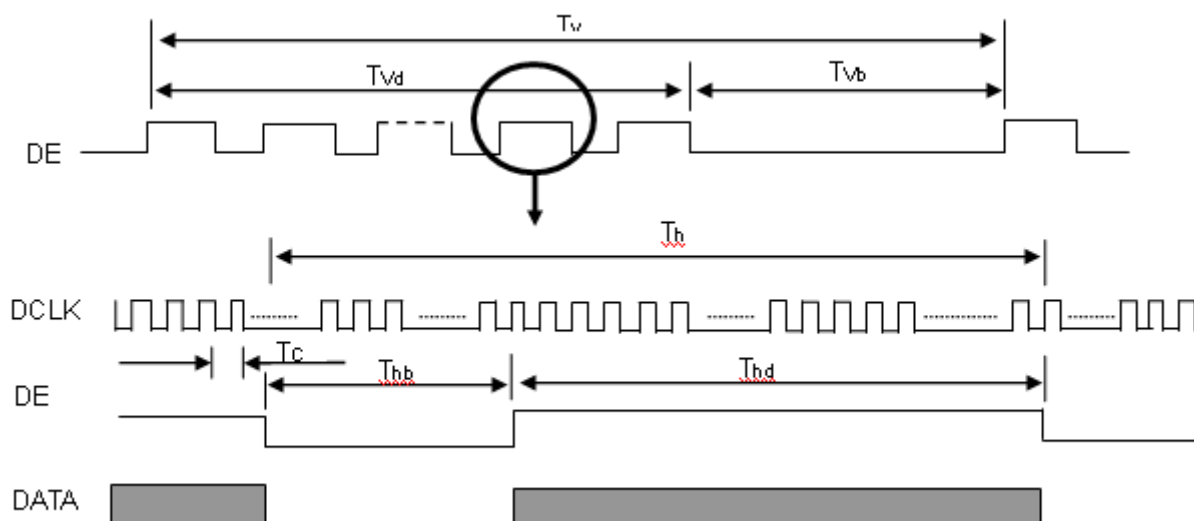 Tv
Tvd
Tvb
DE
Th
DCLK
Tc
Thb
Thd
DE
DATA